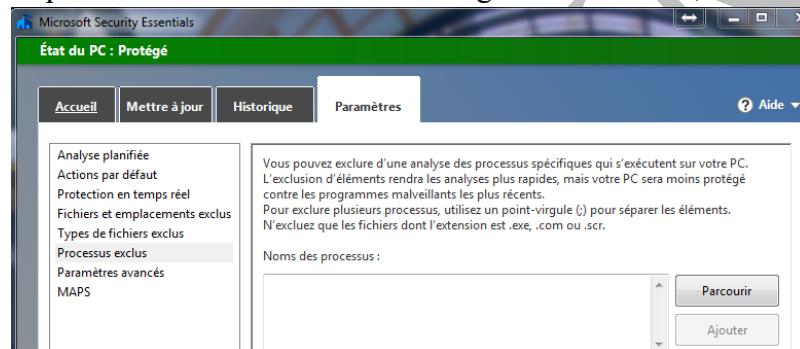 Microsoft Security Essentials
État du PC : Protégé
Accueil
Mettre à jour
Historique
Paramètres
Aide
Analyse planifiée
Actions par défaut
Protection en temps réel
Fichiers et emplacements exclus
Types de fichiers exclus
Processus exclus
Paramètres avancés
MAPS
Vous pouvez exclure d'une analyse des processus spécifiques qui s'exécutent sur votre PC.
L'exclusion d'éléments rendra les analyses plus rapides, mais votre PC sera moins protégé
contre les programmes malveillants les plus récents.
Pour exclure plusieurs processus, utilisez un point-virgule (;) pour séparer les éléments.
N'excluez que les fichiers dont l'extension est .exe, .com ou .scr.
Noms des processus :
Parcourir
Ajouter